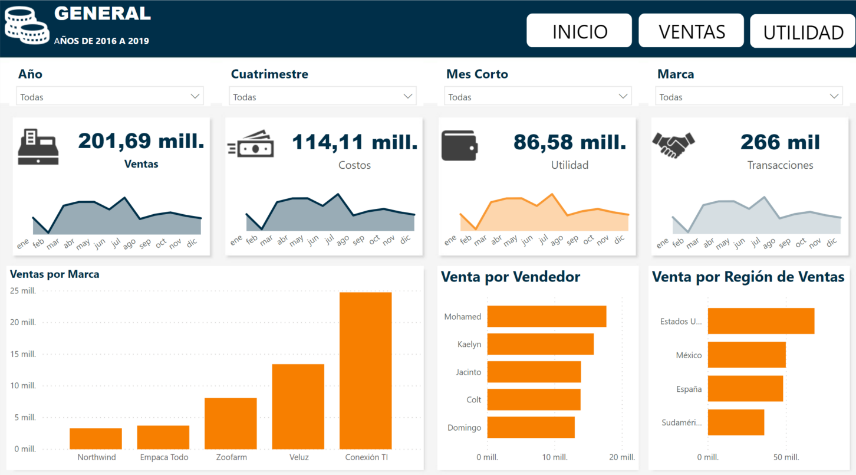 GENERAL
AÑOS DE 2016 A 2019
INICIO
VENTAS
UTILIDAD
Año
Cuatrimestre
Mes Corto
Marca
Todas
Todas
Todas
Todas
201,69 mill.
Ventas
114,11 mill.
Costos
86,58 mill.
Utilidad
266 mil
Transacciones
ene feb mar abr may jun jul ago sep oct nov dic
ene feb mar abr may jun jul ago sep oct nov dic
ene feb mar abr may jun jul ago sep oct nov dic
ene feb mar abr may jun jul ago sep oct nov dic
Ventas por Marca
25 mill.
20 mill.
15 mill.
10 mill.
5 mill.
0 mill.
Northwind
Empaca Todo
Zoofarm
Veluz
Conexión TI
Venta por Vendedor
Mohamed
Kaelyn
Jacinto
Colt
Domingo
0 mill.
10 mill.
20 mill.
Venta por Región de Ventas
Estados U...
México
España
Sudaméri...
0 mill.
50 mill.